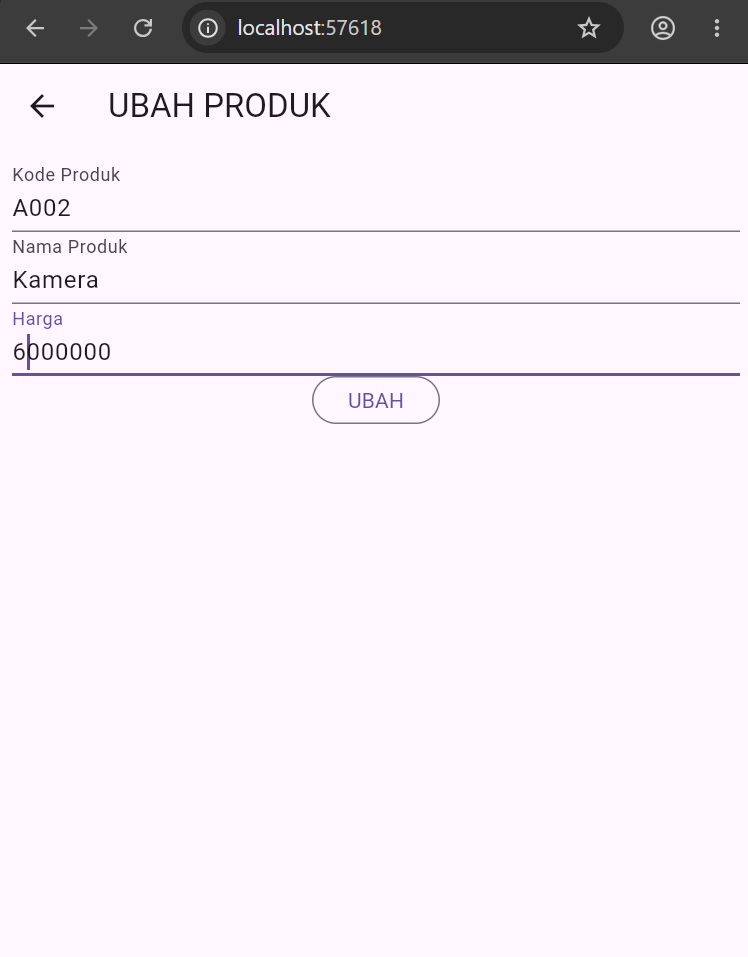 localhost:57618
UBAH PRODUK
Kode Produk
A002
Nama Produk
Kamera
Harga
6000000
UBAH